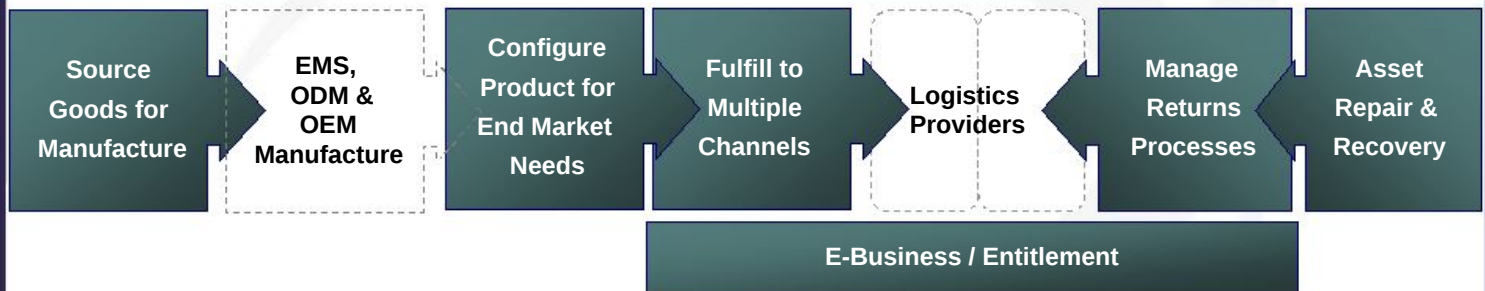 Source
Goods for
Manufacture
EMS,
ODM &
OEM
Manufacture
Configure
Product for
End Market
Needs
Fulfill to
Multiple
Channels
Logistics
Providers
Manage
Returns
Processes
Asset
Repair &
Recovery
E-Business / Entitlement